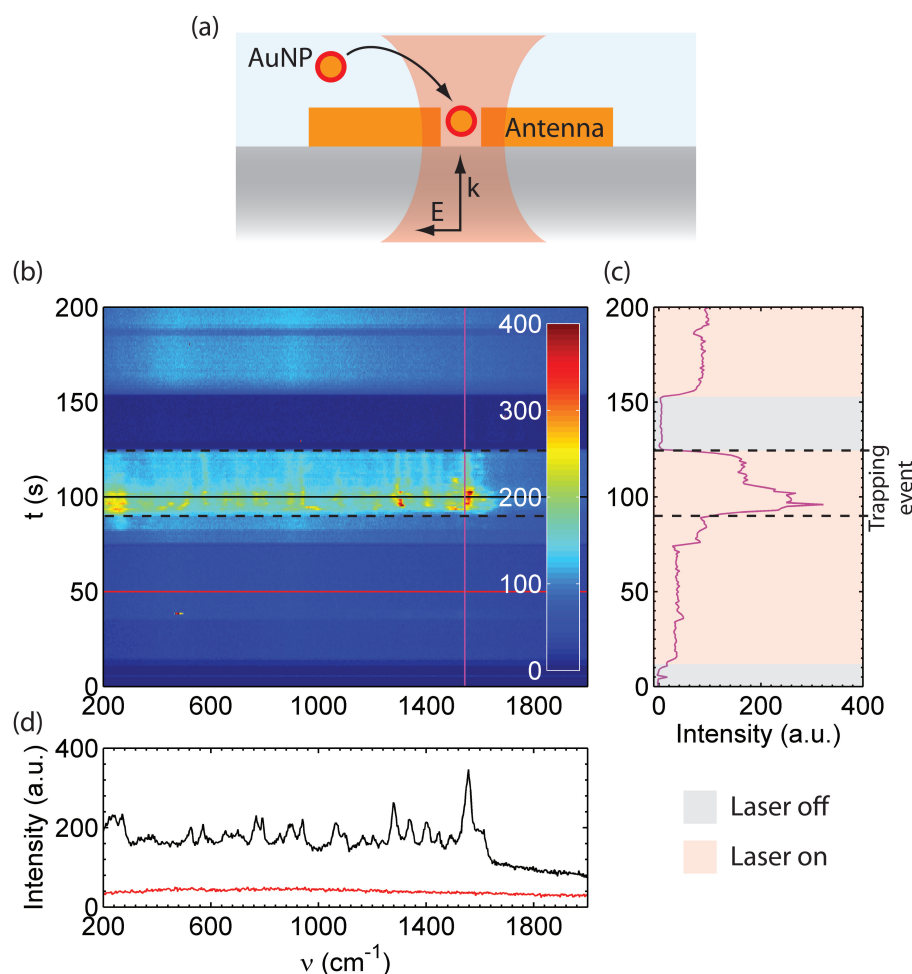 (a)
AuNP
Antenna
k
E
(b)
(c)
200
150
100
50
0
t (s)
400
300
200
100
0
200
600
1000
1400
1800
200
150
100
50
0
0
200
400
Intensity (a.u.)
Trapping
event
(d)
400
200
0
Intensity (a.u.)
200
600
1000
1400
1800
ν (cm⁻¹)
Laser off
Laser on